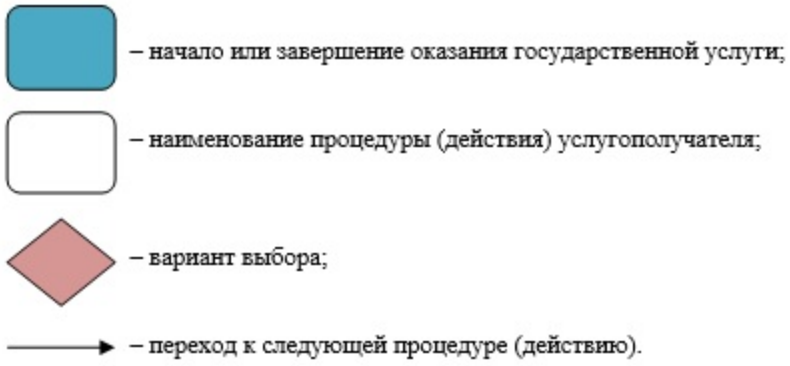 – начало или завершение оказания государственной услуги;
– наименование процедуры (действия) услугополучателя;
– вариант выбора;
– переход к следующей процедуре (действию).